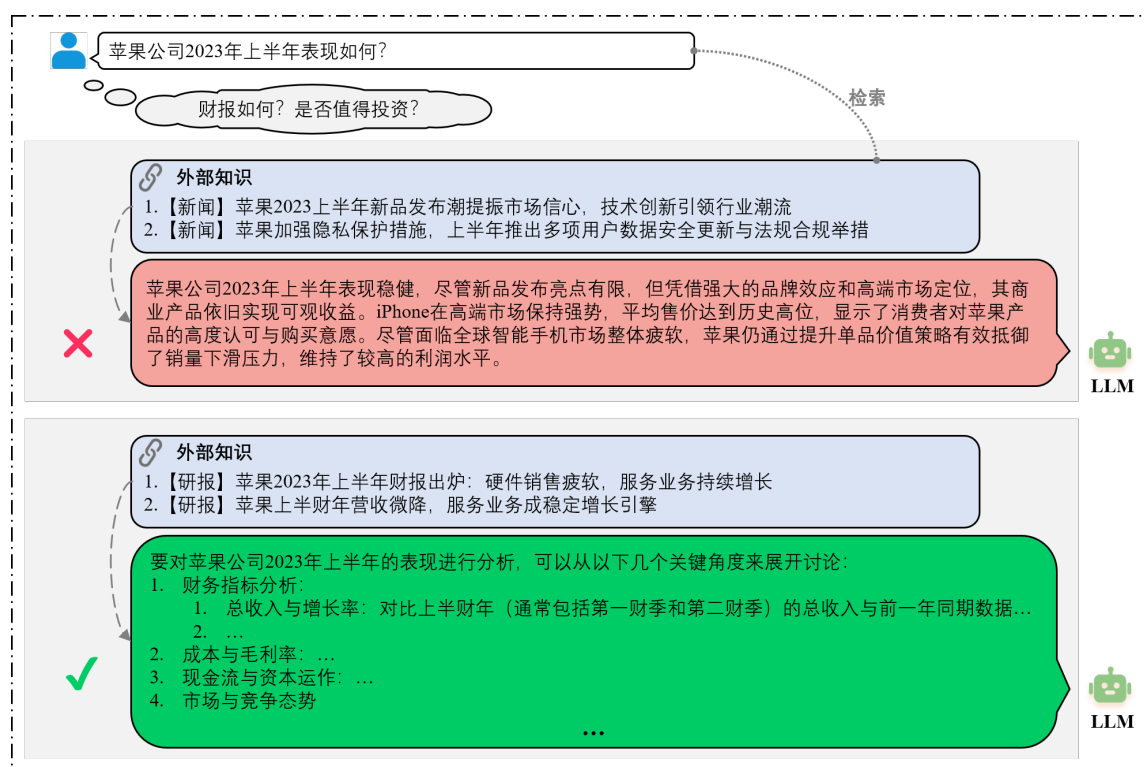 苹果公司2023年上半年表现如何？
财报如何？是否值得投资？
检索
外部知识
1.【新闻】苹果2023上半年新品发布潮提振市场信心，技术创新引领行业潮流
2.【新闻】苹果加强隐私保护措施，上半年推出多项用户数据安全更新与法规合规举措
苹果公司2023年上半年表现稳健，尽管新品发布亮点有限，但凭借强大的品牌效应和高端市场定位，其商
业产品依旧实现可观收益。iPhone在高端市场保持强势，平均售价达到历史高位，显示了消费者对苹果产
品的高度认可与购买意愿。尽管面临全球智能手机市场整体疲软，苹果仍通过提升单品价值策略有效抵御
了销量下滑压力，维持了较高的利润水平。
LLM
外部知识
1.【研报】苹果2023年上半年财报出炉：硬件销售疲软，服务业务持续增长
2.【研报】苹果上半财年营收微降，服务业务成稳定增长引擎
要对苹果公司2023年上半年的表现进行分析，可以从以下几个关键角度来展开讨论：
1. 财务指标分析：
1. 总收入与增长率：对比上半财年（通常包括第一财季和第二财季）的总收入与前一年同期数据…
2. …
2. 成本与毛利率：…
3. 现金流与资本运作：…
4. 市场与竞争态势
…
LLM